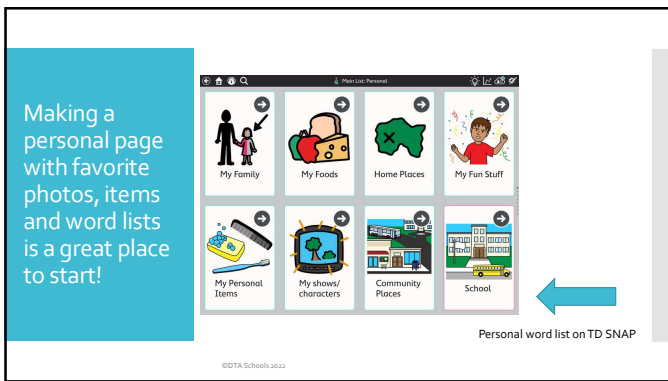 Making a
personal page
with favorite
photos, items
and word lists
is a great place
to start!
Main List: Personal
My Family
My Foods
Home Places
My Fun Stuff
My Personal
Items
My shows/
characters
Community
Places
School
Personal word list on TD SNAP
©DTA Schools 2022